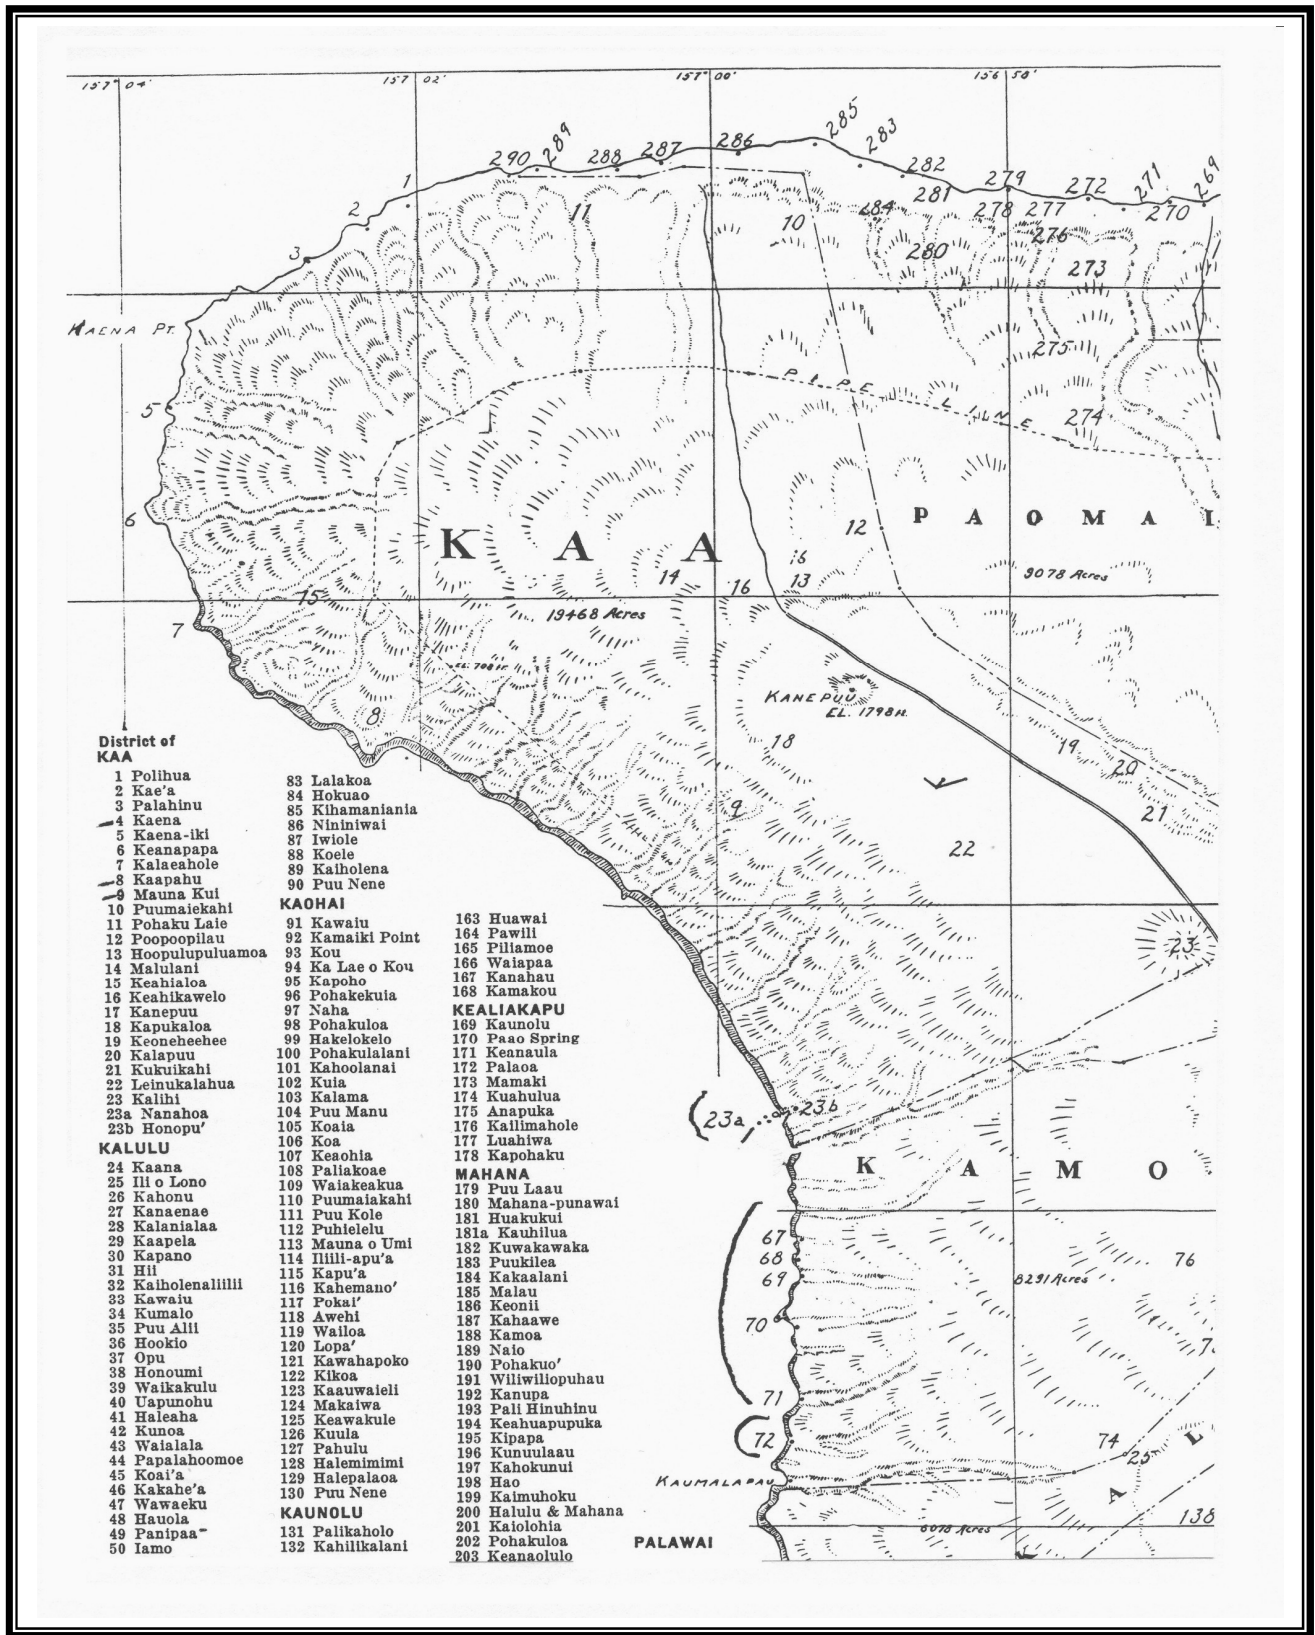 157° 04'
157 02'
157° 00'
156 58'
285
283
289
286
287
290
288
282
279
272
271
269
1
281
278
277
270
2
11
10
284
276
3
280
273
KAENA PT.
275
PIPE LINE
5
274
6
K A A
12
PAOMAI
16
14
16
13
9078 Acres
15
19468 Acres
7
EL. 1798 ft.
KANEPUU
8
18
19
20
9
21
22
23
23a
23b
K A M O
67
68
76
69
8291 Acres
70
71
72
74
25
KAUMALAPAU
A
L
138
PALAWAI
District of
KAA
1 Polihua
2 Kae'a
3 Palahinu
4 Kaena
5 Kaena-iki
6 Keanapapa
7 Kalaeahole
8 Kaapahu
9 Mauna Kui
10 Puumaiekahi
11 Pohaku Laie
12 Poopoopilau
13 Hoopulupuluamoa
14 Malulani
15 Keahialoa
16 Keahikawelo
17 Kanepuu
18 Kapukaloa
19 Keoneheehee
20 Kalapuu
21 Kukuikahi
22 Leinukalahua
23 Kalihi
23a Nanahoa
23b Honopu'
KALULU
24 Kaana
25 Ili o Lono
26 Kahonu
27 Kanaenae
28 Kalanialaa
29 Kaapela
30 Kapano
31 Hii
32 Kaiholenaliilii
33 Kawaiu
34 Kumalo
35 Puu Alii
36 Hookio
37 Opu
38 Honoumi
39 Waikakulu
40 Uapunohu
41 Haleaha
42 Kunoa
43 Waialala
44 Papalahoomoe
45 Koai'a
46 Kakahe'a
47 Wawaeku
48 Hauola
49 Panipaa
50 Iamo
83 Lalakoa
84 Hokuao
85 Kihamaniania
86 Nininiwai
87 Iwiole
88 Koele
89 Kaiholena
90 Puu Nene
KAOHAI
91 Kawaiu
92 Kamaiki Point
93 Kou
94 Ka Lae o Kou
95 Kapoho
96 Pohakekuia
97 Naha
98 Pohakuloa
99 Hakelokelo
100 Pohakulalani
101 Kahoolanai
102 Kuia
103 Kalama
104 Puu Manu
105 Koaia
106 Koa
107 Keaohia
108 Paliakoae
109 Waiakeakua
110 Puumaiakahi
111 Puu Kole
112 Puhielelu
113 Mauna o Umi
114 Iliili-apu'a
115 Kapu'a
116 Kahemano'
117 Pokai'
118 Awehi
119 Wailoa
120 Lopa'
121 Kawahapoko
122 Kikoa
123 Kaauwaieli
124 Makaiwa
125 Keawakule
126 Kuula
127 Pahulu
128 Halemimimi
129 Halepalaoa
130 Puu Nene
KAUNOLU
131 Palikaholo
132 Kahilikalani
163 Huawai
164 Pawili
165 Piliamoe
166 Waiapaa
167 Kanahau
168 Kamakou
KEALIAKAPU
169 Kaunolu
170 Paao Spring
171 Kennaula
172 Palaoa
173 Mamaki
174 Kuahulua
175 Anapuka
176 Kailimahole
177 Luahiwa
178 Kapohaku
MAHANA
179 Puu Laau
180 Mahana-punawai
181 Huakukui
181a Kauhilua
182 Kuwakawaka
183 Puukilea
184 Kakaalani
185 Malau
186 Keonii
187 Kahaawe
188 Kamoa
189 Naio
190 Pohakuo'
191 Wiliwiliopuhau
192 Kanupa
193 Pali Hinuhinu
194 Keahuapupuka
195 Kipapa
196 Kunuulaau
197 Kahokunui
198 Hao
199 Kaimuhoku
200 Halulu & Mahana
201 Kaiolohia
202 Pohakuloa
203 Keanaolulo